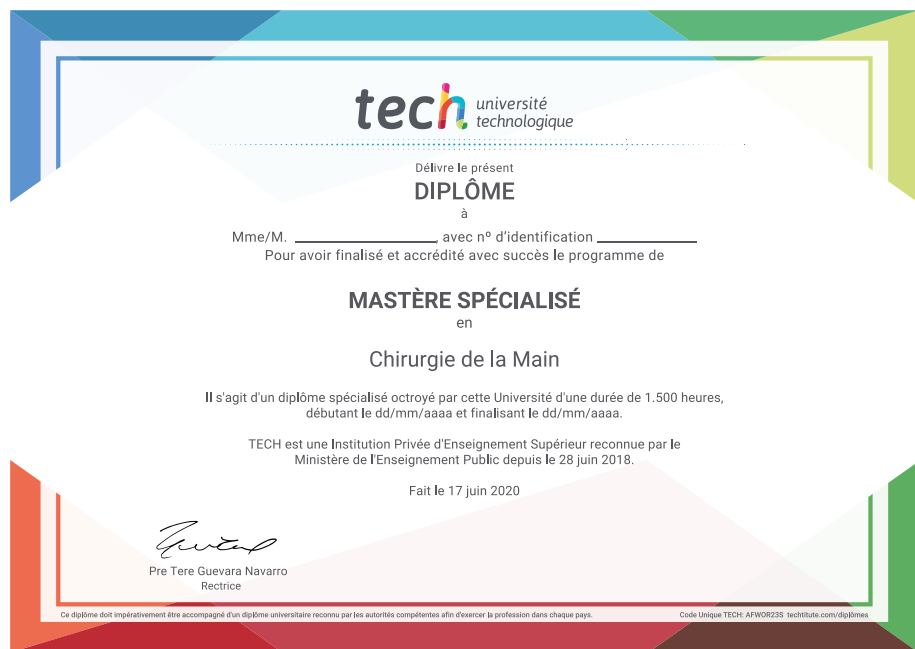 tech université
technologique
Délivre le présent
DIPLÔME
à
Mme/M. ____________, avec nº d'identification ____________
Pour avoir finalisé et accrédité avec succès le programme de
MASTÈRE SPÉCIALISÉ
en
Chirurgie de la Main
Il s'agit d'un diplôme spécialisé octroyé par cette Université d'une durée de 1.500 heures,
débutant le dd/mm/aaaa et finalisant le dd/mm/aaaa.
TECH est une Institution Privée d'Enseignement Supérieur reconnue par le
Ministère de l'Enseignement Public depuis le 28 juin 2018.
Fait le 17 juin 2020
Pre Tere Guevara Navarro
Rectrice
Ce diplôme doit impérativement être accompagné d'un diplôme universitaire reconnu par les autorités compétentes afin d'exercer la profession dans chaque pays.
Code Unique TECH: AFWOR23S techtitute.com/diplômes